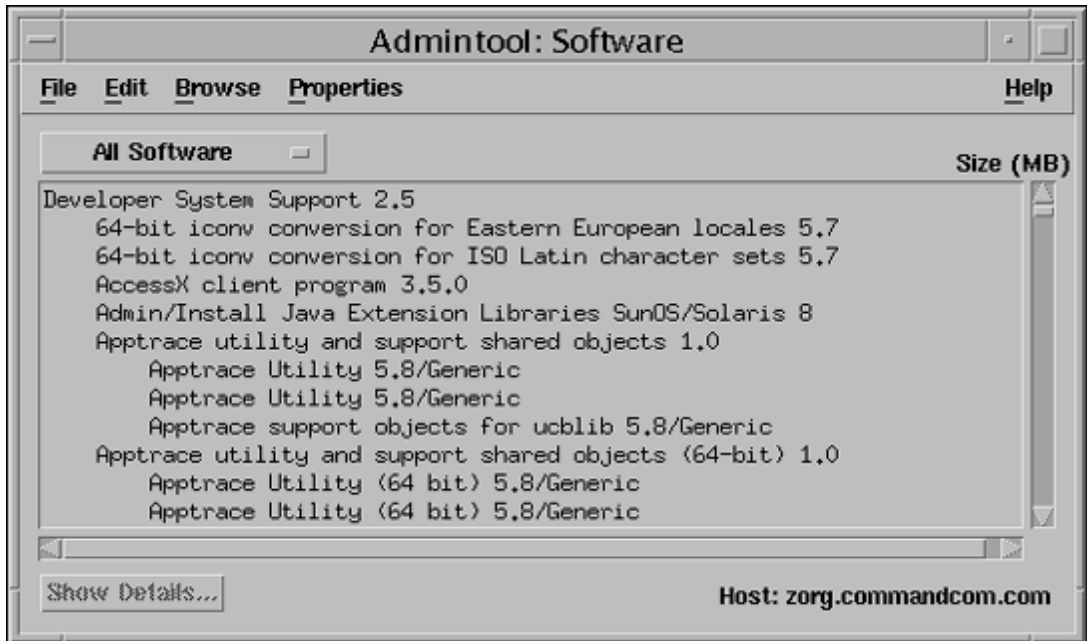 Admintool: Software
File Edit Browse Properties Help
All Software
Size (MB)
Developer System Support 2.5
64-bit iconv conversion for Eastern European locales 5.7
64-bit iconv conversion for ISO Latin character sets 5.7
AccessX client program 3.5.0
Admin/Install Java Extension Libraries SunOS/Solaris 8
Apptrace utility and support shared objects 1.0
Apptrace Utility 5.8/Generic
Apptrace Utility 5.8/Generic
Apptrace support objects for ucblib 5.8/Generic
Apptrace utility and support shared objects (64-bit) 1.0
Apptrace Utility (64 bit) 5.8/Generic
Apptrace Utility (64 bit) 5.8/Generic
Show Details...
Host: zorg.commandcom.com